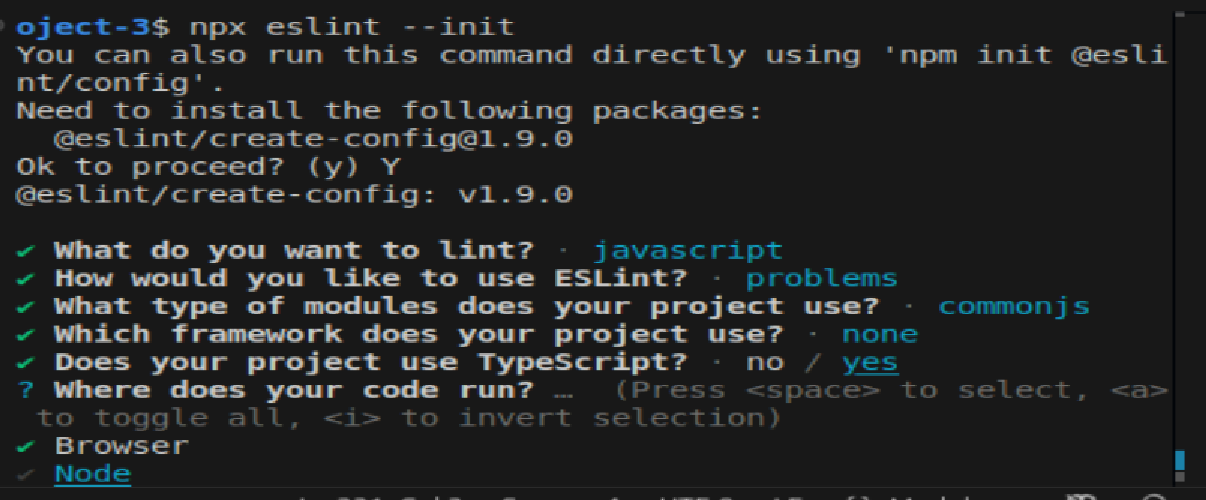 oject-3$ npx eslint --init
You can also run this command directly using 'npm init @esli
nt/config'.
Need to install the following packages:
  @eslint/create-config@1.9.0
Ok to proceed? (y) Y
@eslint/create-config: v1.9.0
✔ What do you want to lint? · javascript
✔ How would you like to use ESLint? · problems
✔ What type of modules does your project use? · commonjs
✔ Which framework does your project use? · none
✔ Does your project use TypeScript? · no / yes
? Where does your code run? … (Press <space> to select, <a>
 to toggle all, <i> to invert selection)
✔ Browser
✔ Node